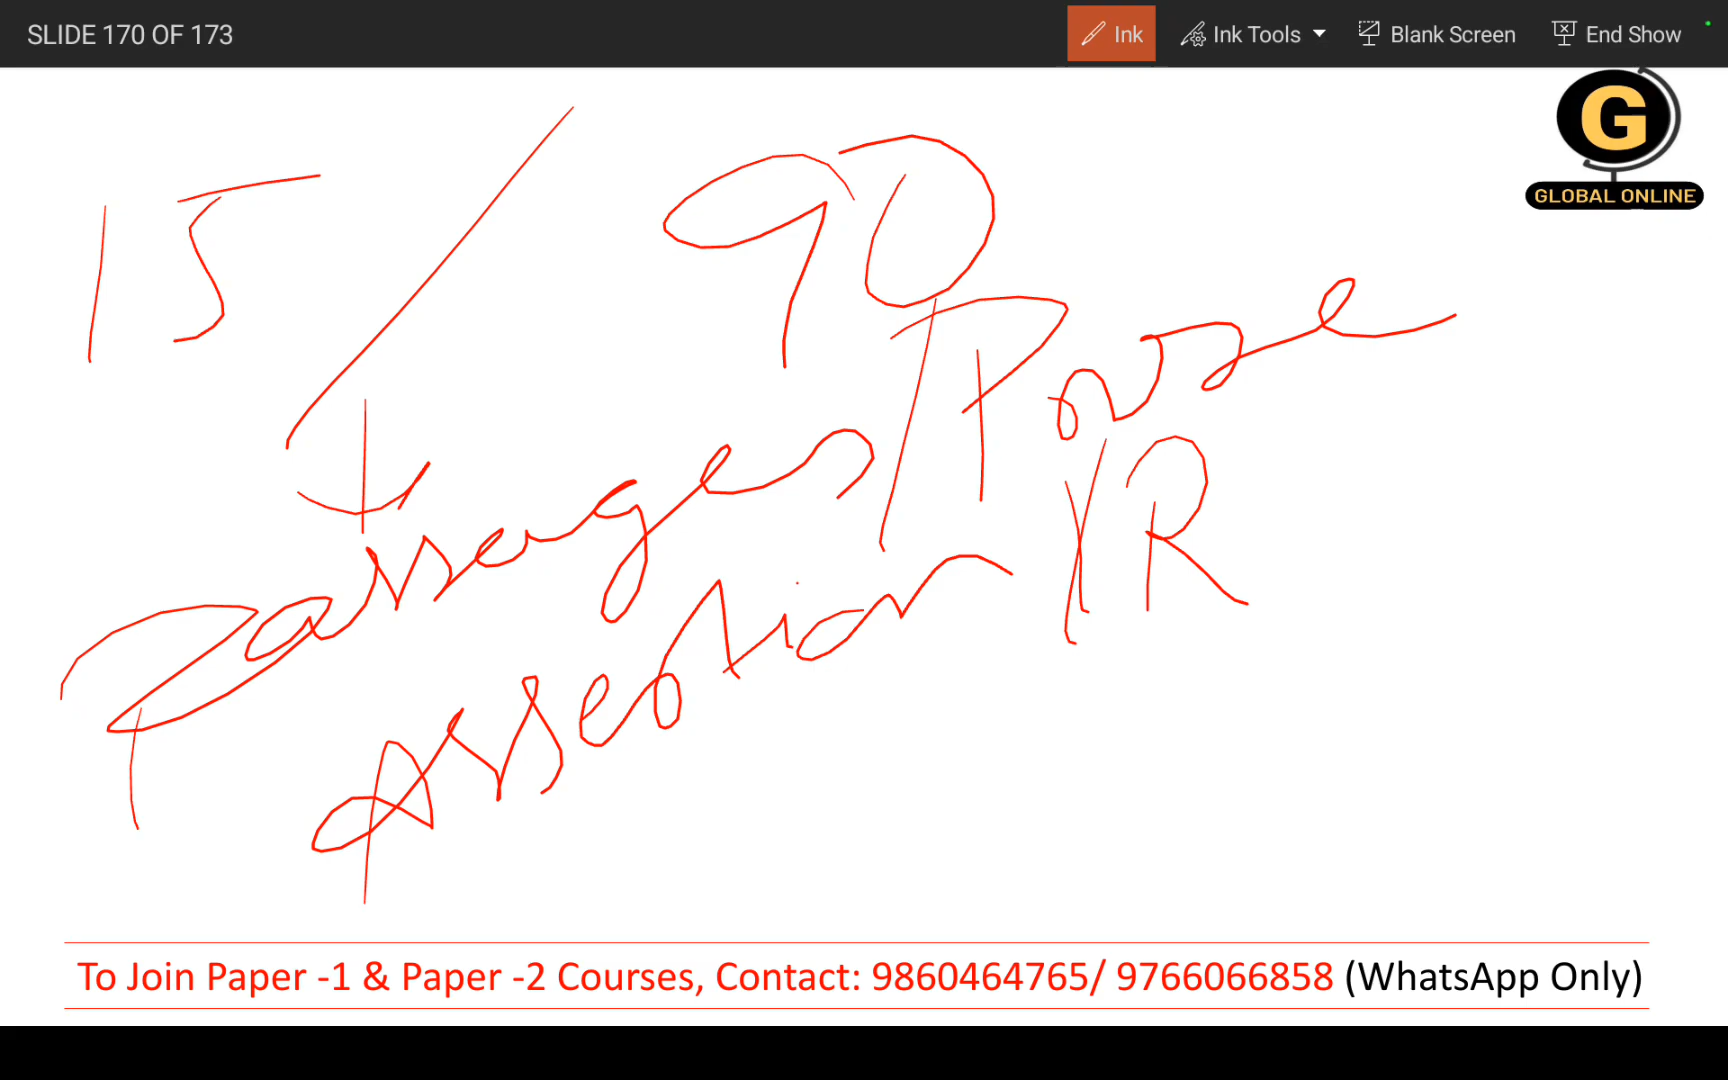 SLIDE 170 OF 173
Ink
Ink Tools
Blank Screen
End Show
G
GLOBAL ONLINE
15 / 90
Passages / Prose
Assertion / R
To Join Paper -1 & Paper -2 Courses, Contact: 9860464765/ 9766066858 (WhatsApp Only)